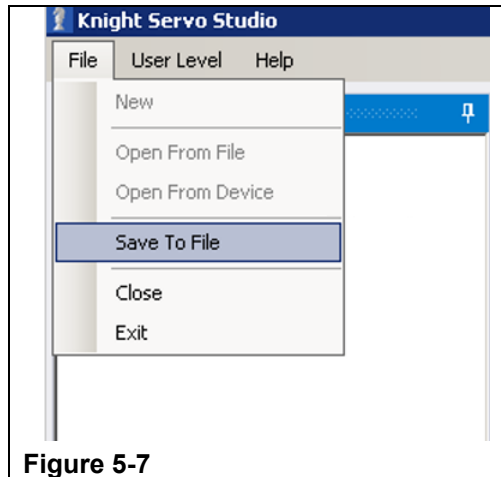 Knight Servo Studio
File User Level Help
New
Open From File
Open From Device
Save To File
Close
Exit
Figure 5-7